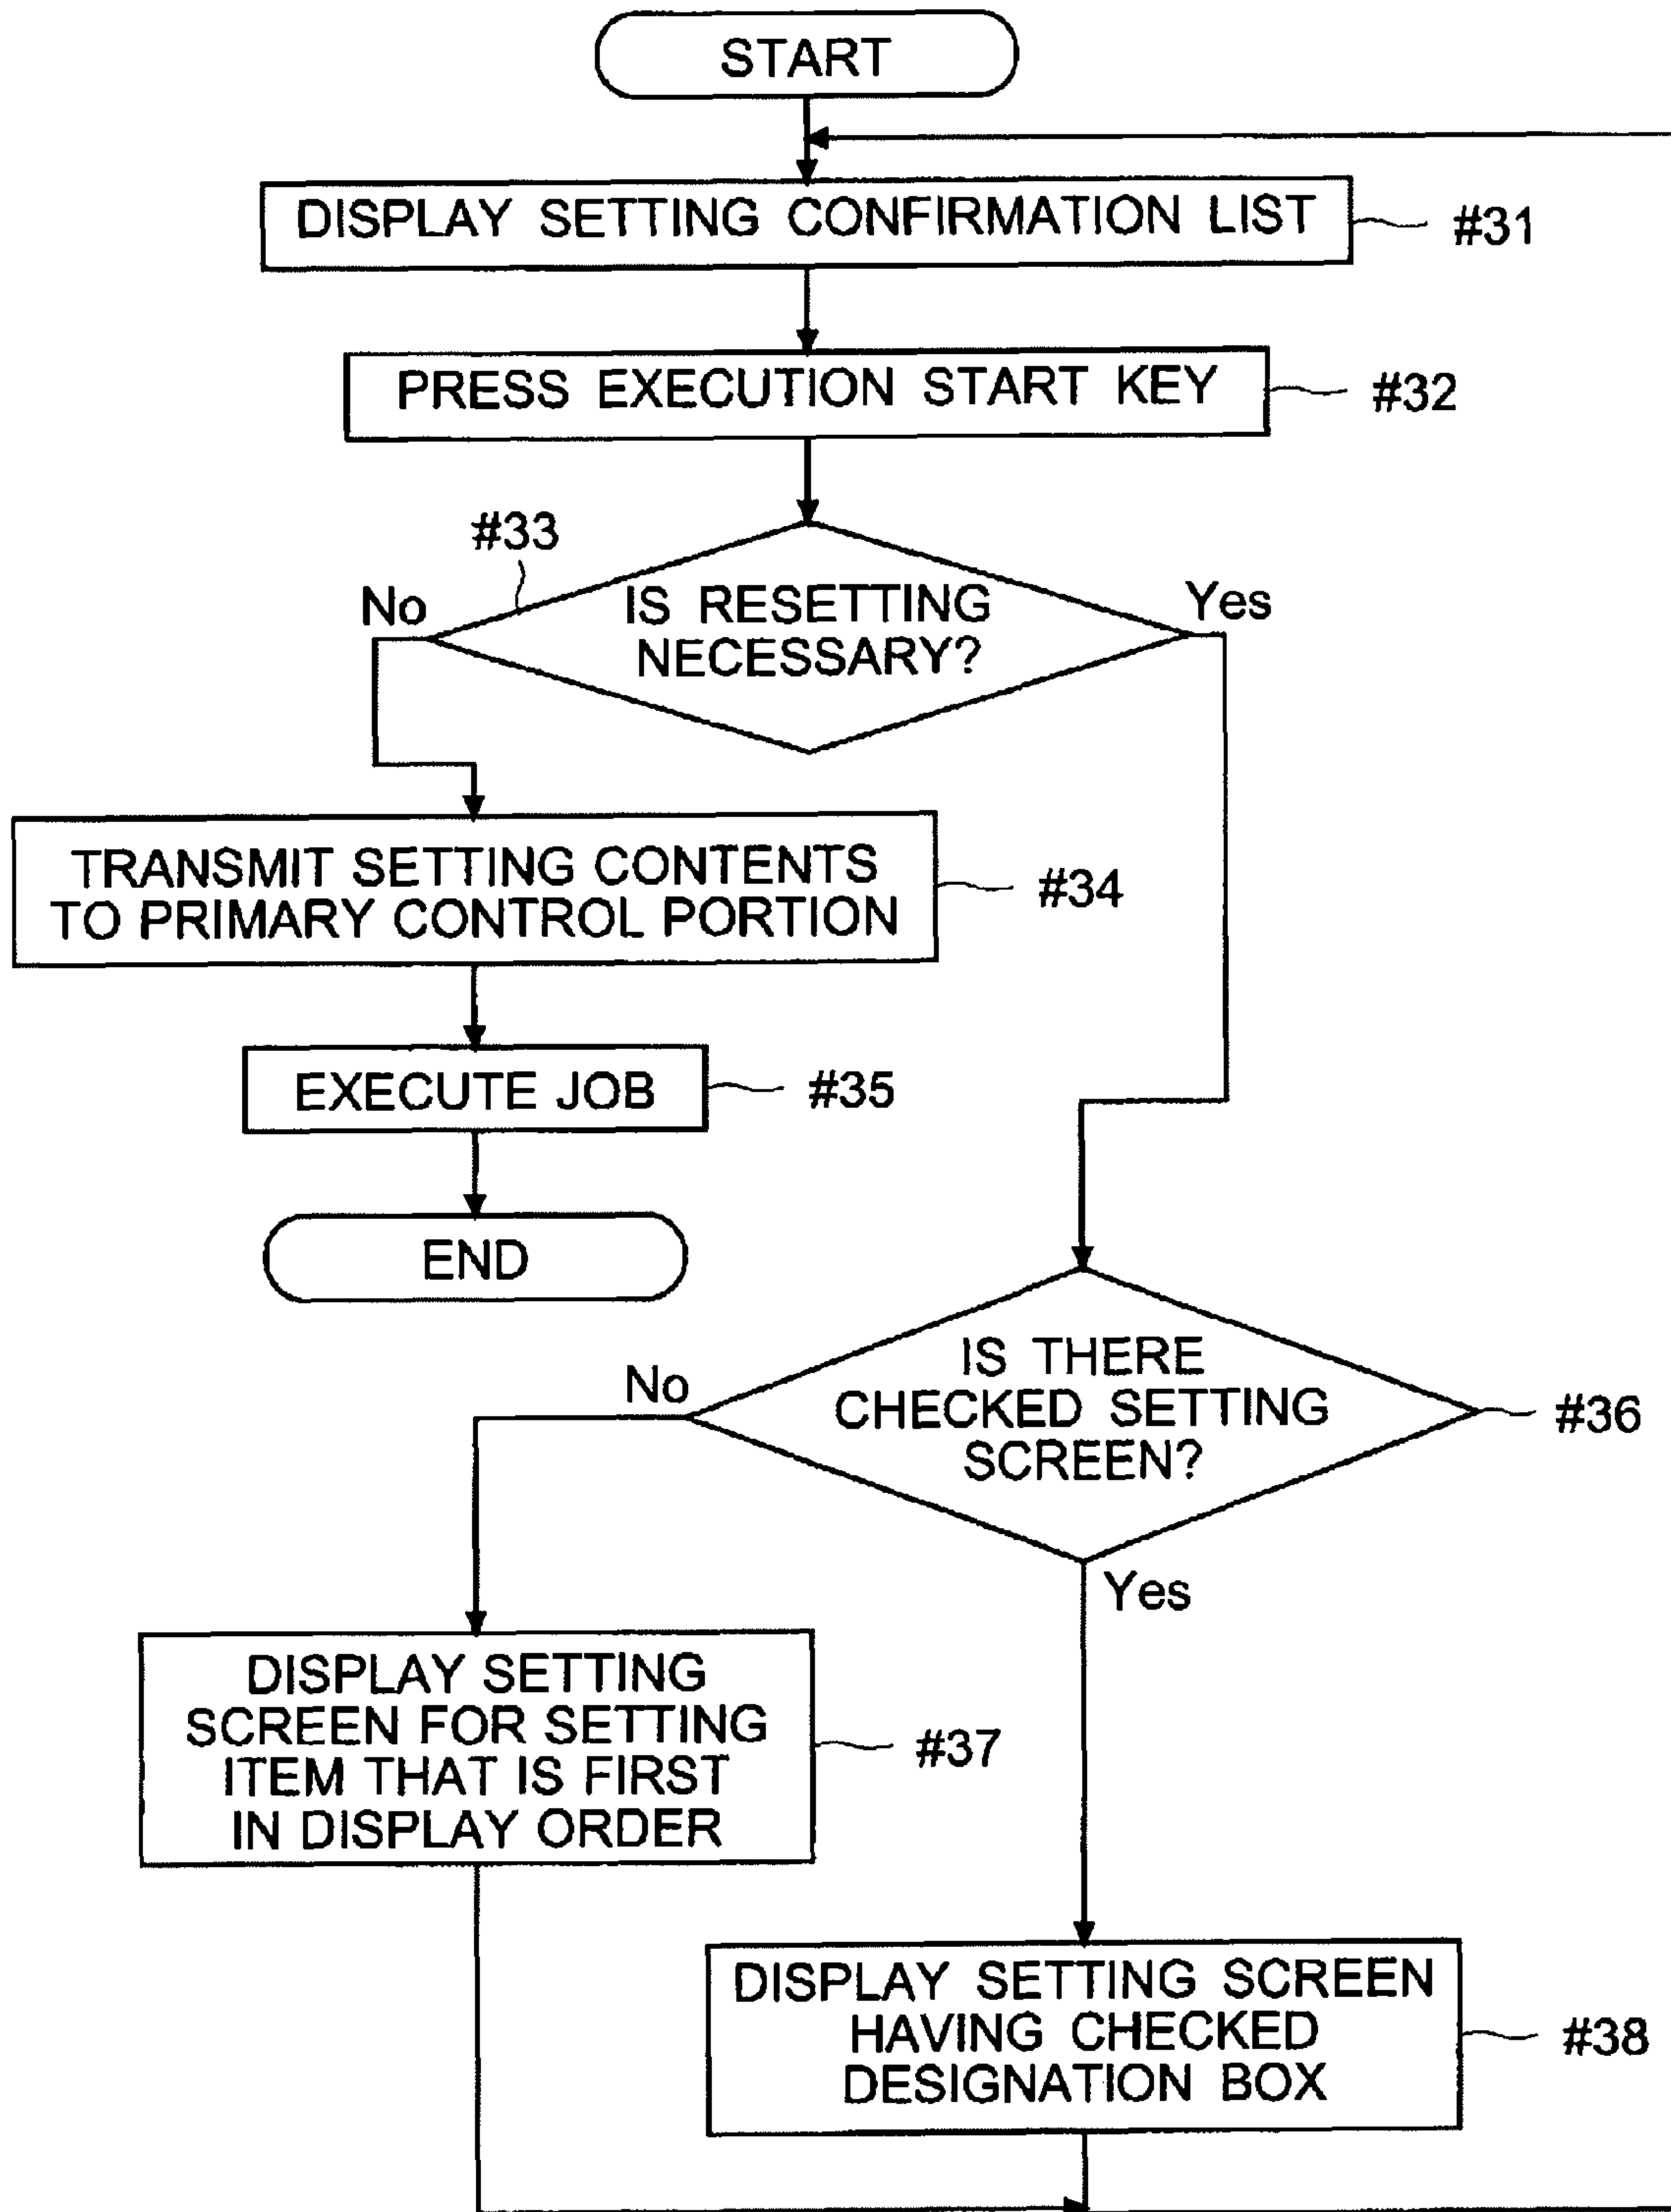 START
DISPLAY SETTING CONFIRMATION LIST
#31
PRESS EXECUTION START KEY
#32
#33
No
IS RESETTING
NECESSARY?
Yes
TRANSMIT SETTING CONTENTS
TO PRIMARY CONTROL PORTION
#34
EXECUTE JOB
#35
END
No
IS THERE
CHECKED SETTING
SCREEN?
#36
Yes
DISPLAY SETTING
SCREEN FOR SETTING
ITEM THAT IS FIRST
IN DISPLAY ORDER
#37
DISPLAY SETTING SCREEN
HAVING CHECKED
DESIGNATION BOX
#38